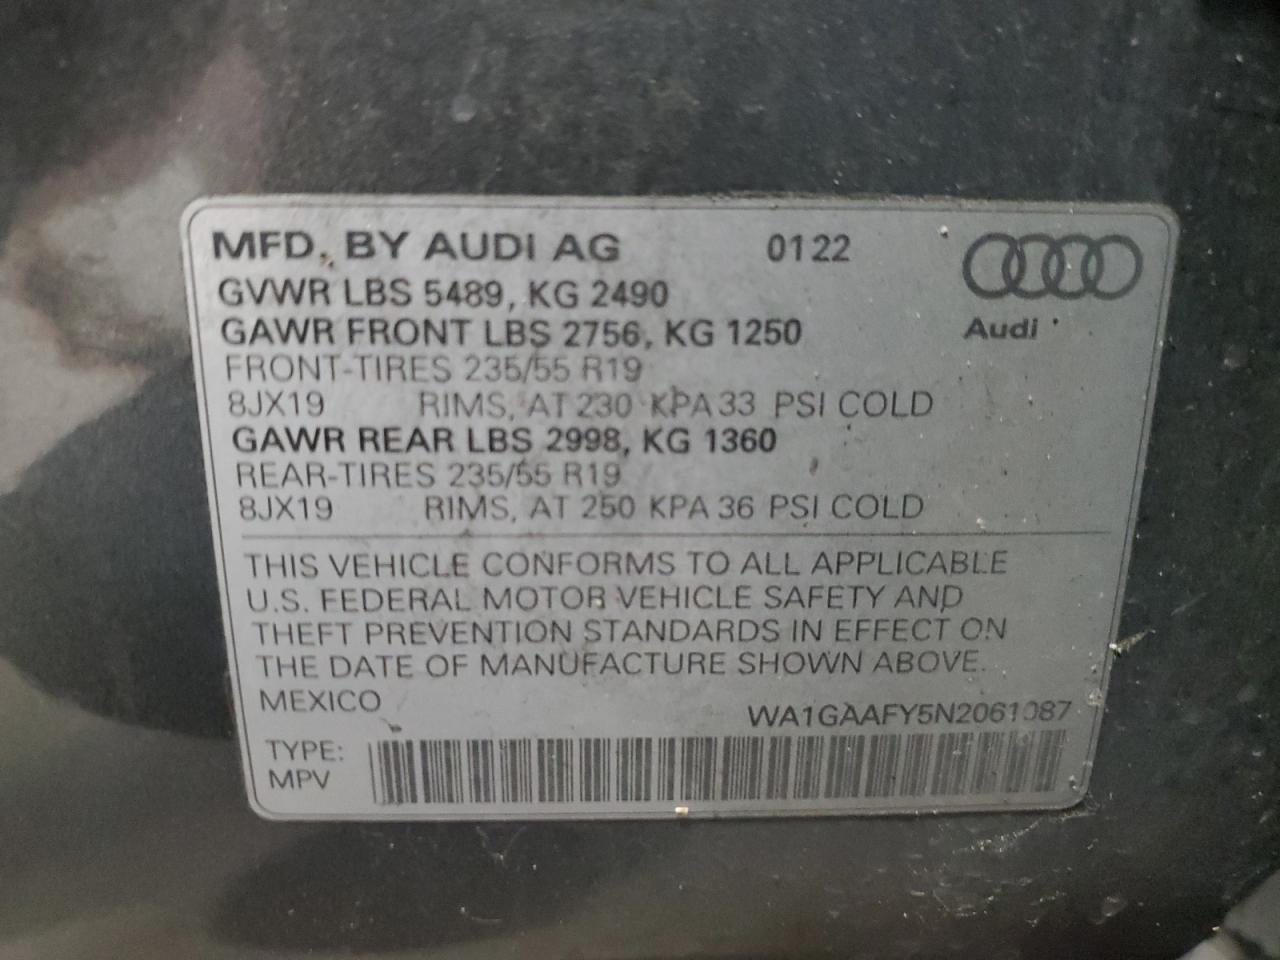 MFD. BY AUDI AG 0122
GVWR LBS 5489, KG 2490
GAWR FRONT LBS 2756, KG 1250
Audi
FRONT-TIRES 235/55 R19
8JX19 RIMS, AT 230 KPA 33 PSI COLD
GAWR REAR LBS 2998, KG 1360
REAR-TIRES 235/55 R19
8JX19 RIMS, AT 250 KPA 36 PSI COLD
THIS VEHICLE CONFORMS TO ALL APPLICABLE
U.S. FEDERAL MOTOR VEHICLE SAFETY AND
THEFT PREVENTION STANDARDS IN EFFECT ON
THE DATE OF MANUFACTURE SHOWN ABOVE.
MEXICO
WA1GAAFY5N2061087
TYPE:
MPV